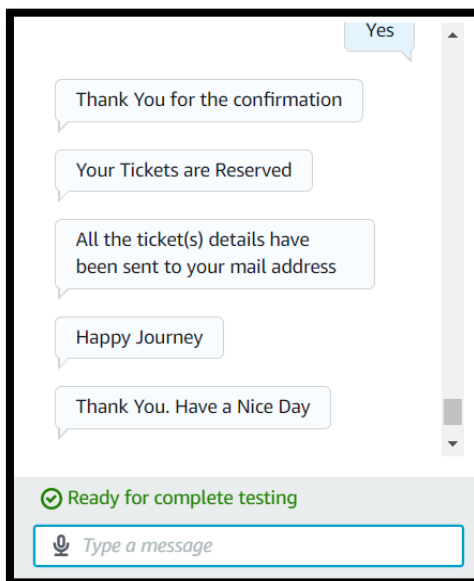 Yes
Thank You for the confirmation
Your Tickets are Reserved
All the ticket(s) details have
been sent to your mail address
Happy Journey
Thank You. Have a Nice Day
Ready for complete testing
Type a message